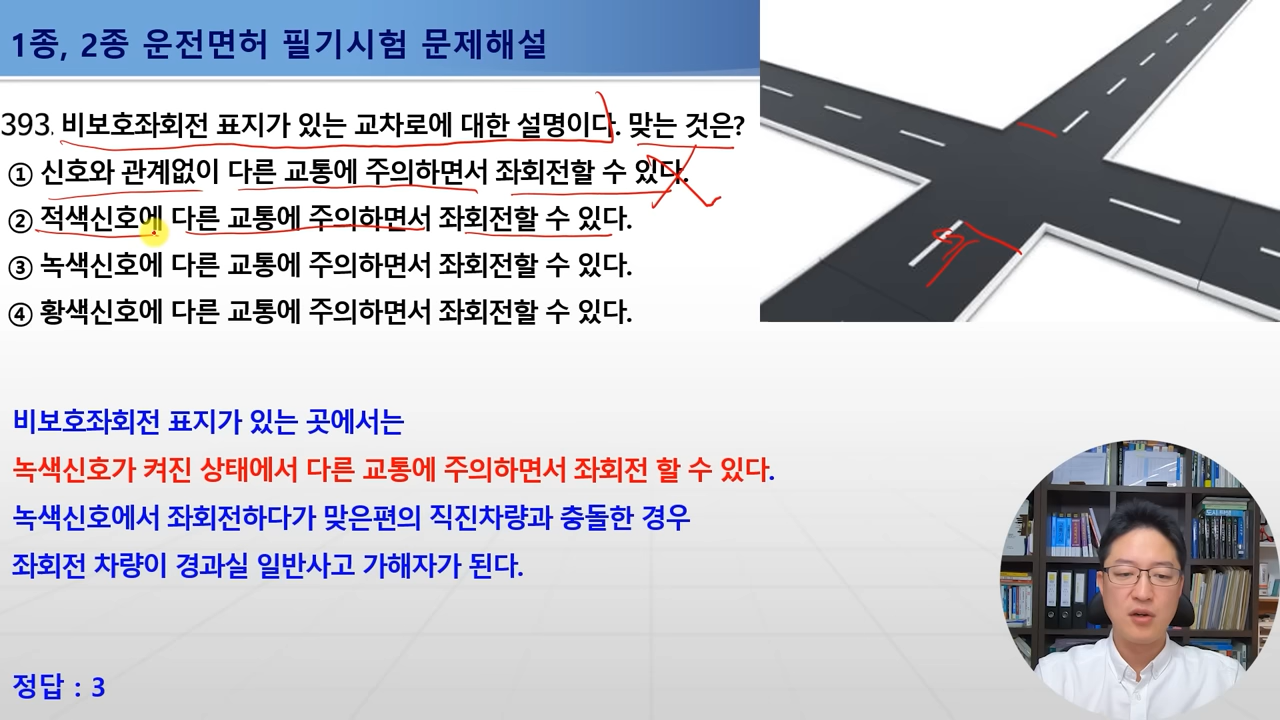 1종, 2종 운전면허 필기시험 문제해설
393. 비보호좌회전 표지가 있는 교차로에 대한 설명이다. 맞는 것은?
① 신호와 관계없이 다른 교통에 주의하면서 좌회전할 수 있다.
② 적색신호에 다른 교통에 주의하면서 좌회전할 수 있다.
③ 녹색신호에 다른 교통에 주의하면서 좌회전할 수 있다.
④ 황색신호에 다른 교통에 주의하면서 좌회전할 수 있다.
비보호좌회전 표지가 있는 곳에서는
녹색신호가 켜진 상태에서 다른 교통에 주의하면서 좌회전 할 수 있다.
녹색신호에서 좌회전하다가 맞은편의 직진차량과 충돌한 경우
좌회전 차량이 경과실 일반사고 가해자가 된다.
정답 : 3